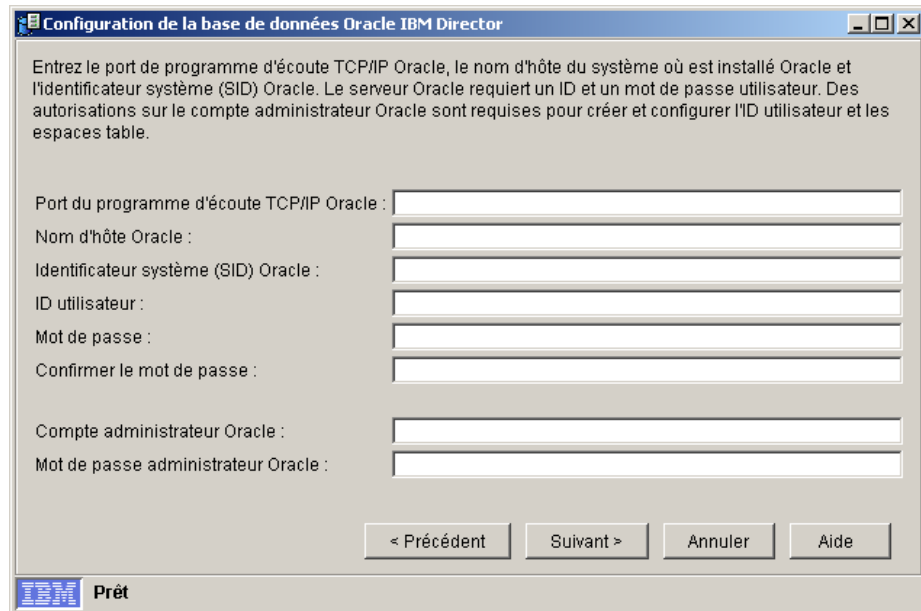 Configuration de la base de données Oracle IBM Director
Entrez le port de programme d'écoute TCP/IP Oracle, le nom d'hôte du système où est installé Oracle et
l'identificateur système (SID) Oracle. Le serveur Oracle requiert un ID et un mot de passe utilisateur. Des
autorisations sur le compte administrateur Oracle sont requises pour créer et configurer l'ID utilisateur et les
espaces table.
Port du programme d'écoute TCP/IP Oracle :
Nom d'hôte Oracle :
Identificateur système (SID) Oracle :
ID utilisateur :
Mot de passe :
Confirmer le mot de passe :
Compte administrateur Oracle :
Mot de passe administrateur Oracle :
< Précédent Suivant > Annuler Aide
IBM Prêt